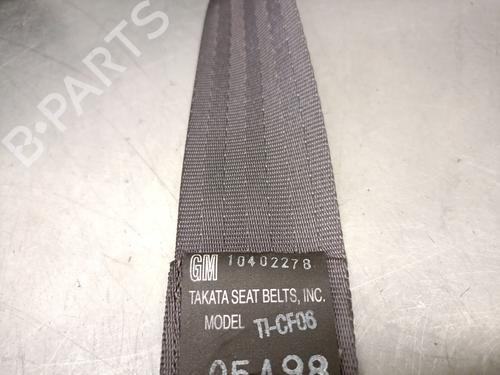 B-PARTS
GM 10402278
TAKATA SEAT BELTS, INC.
MODEL TI-CF06
05A98